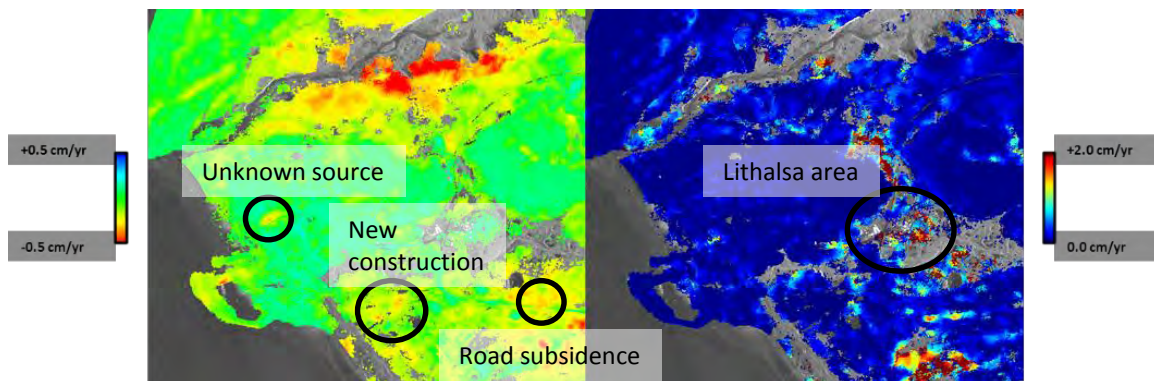 +0.5 cm/yr
-0.5 cm/yr
Unknown source
New
construction
Road subsidence
Lithalsa area
+2.0 cm/yr
0.0 cm/yr